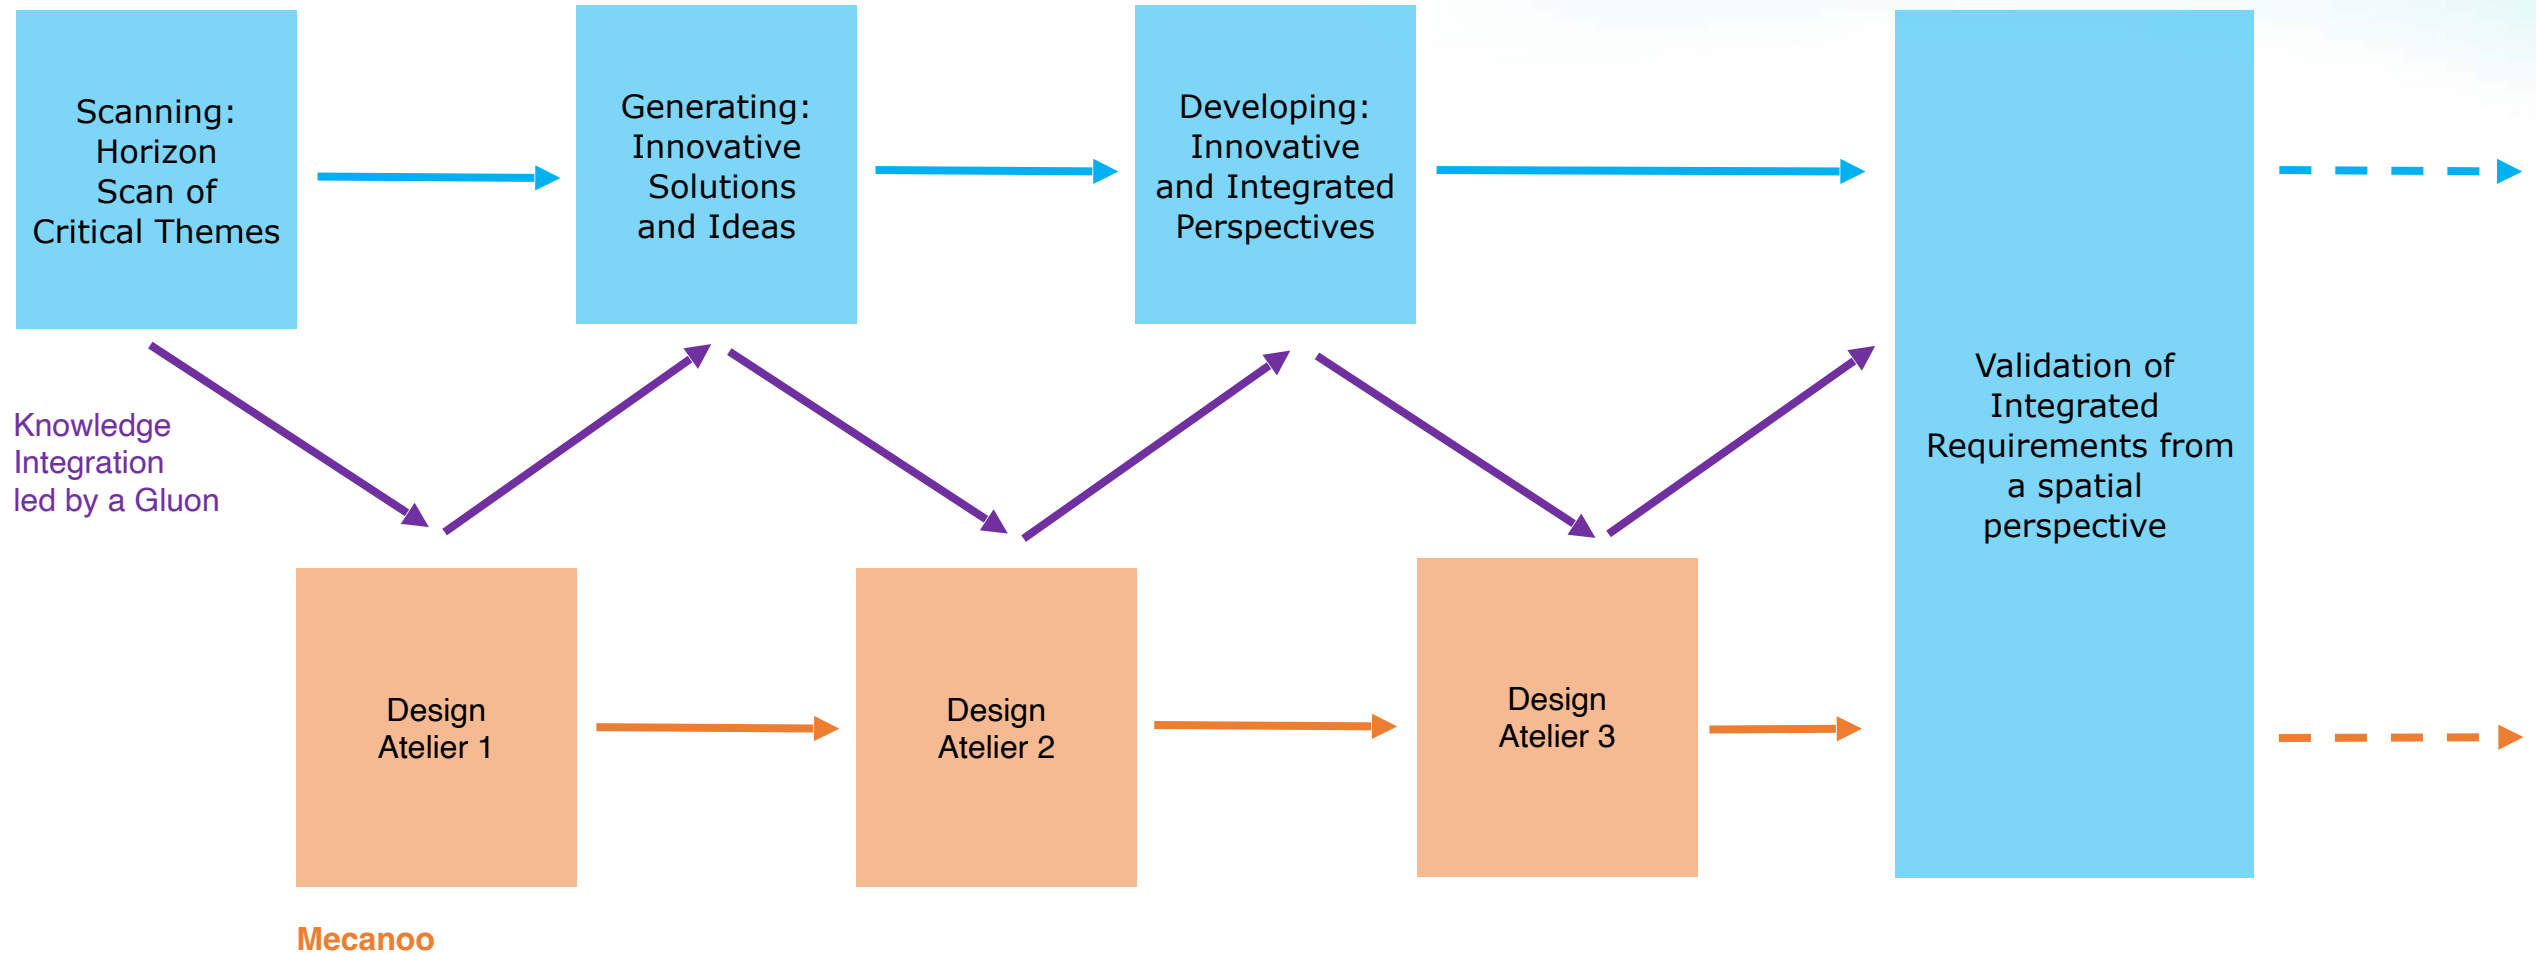 Scanning:
Horizon
Scan of
Critical Themes
Generating:
Innovative
Solutions
and Ideas
Developing:
Innovative
and Integrated
Perspectives
Validation of
Integrated
Requirements from
a spatial
perspective
Knowledge
Integration
led by a Gluon
Design
Atelier 1
Design
Atelier 2
Design
Atelier 3
Mecanoo